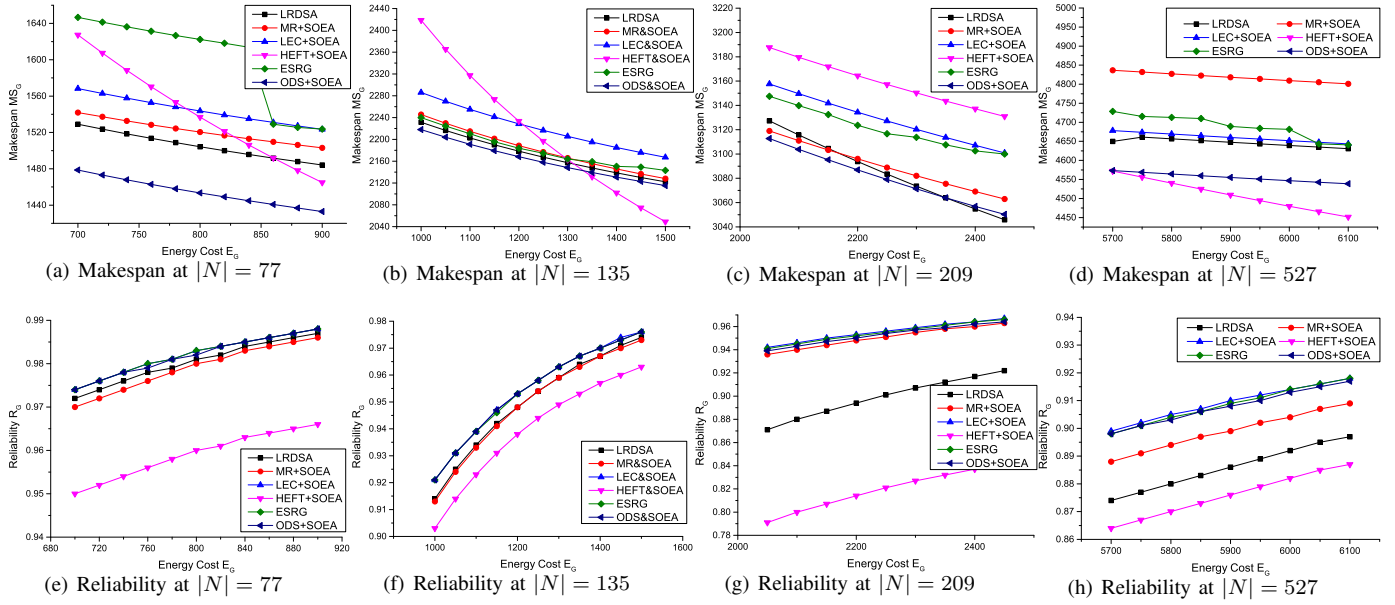 1640
1600
1560
1520
1480
1440
Makespan MS_G
LRDSA
MR+SOEA
LEC+SOEA
HEFT+SOEA
ESRG
ODS+SOEA
700 750 800 850 900
Energy Cost E_G
(a) Makespan at |N| = 77
2440
2400
2360
2320
2280
2240
2200
2160
2120
2080
2040
Makespan MS_G
LRDSA
MR&SOEA
LEC&SOEA
HEFT&SOEA
ESRG
ODS&SOEA
1000 1100 1200 1300 1400 1500
Energy Cost E_G
(b) Makespan at |N| = 135
3220
3200
3180
3160
3140
3120
3100
3080
3060
3040
Makespan MS_G
LRDSA
MR+SOEA
LEC+SOEA
HEFT+SOEA
ESRG
ODS+SOEA
2000 2200 2400
Energy Cost E_G
(c) Makespan at |N| = 209
5000
4950
4900
4850
4800
4750
4700
4650
4600
4550
4500
4450
Makespan MS_G
LRDSA MR+SOEA
LEC+SOEA HEFT+SOEA
ESRG ODS+SOEA
5700 5800 5900 6000 6100
Energy Cost E_G
(d) Makespan at |N| = 527
0.99
0.98
0.97
0.96
0.95
0.94
Reliability R_G
LRDSA
MR+SOEA
LEC+SOEA
HEFT+SOEA
ESRG
ODS+SOEA
680 720 760 800 840 880 920
Energy Cost E_G
(e) Reliability at |N| = 77
0.98
0.97
0.96
0.95
0.94
0.93
0.92
0.91
0.90
Reliability R_G
LRDSA
MR&SOEA
LEC&SOEA
HEFT&SOEA
ESRG
ODS&SOEA
1000 1100 1200 1300 1400 1500 1600
Energy Cost E_G
(f) Reliability at |N| = 135
0.96
0.94
0.92
0.90
0.88
0.86
0.84
0.82
0.80
0.78
Reliability R_G
LRDSA
MR+SOEA
LEC+SOEA
HEFT+SOEA
ESRG
ODS+SOEA
2000 2200 2400
Energy Cost E_G
(g) Reliability at |N| = 209
0.94
0.93
0.92
0.91
0.90
0.89
0.88
0.87
0.86
Reliability R_G
LRDSA MR+SOEA
LEC+SOEA HEFT+SOEA
ESRG ODS+SOEA
5700 5800 5900 6000 6100
Energy Cost E_G
(h) Reliability at |N| = 527